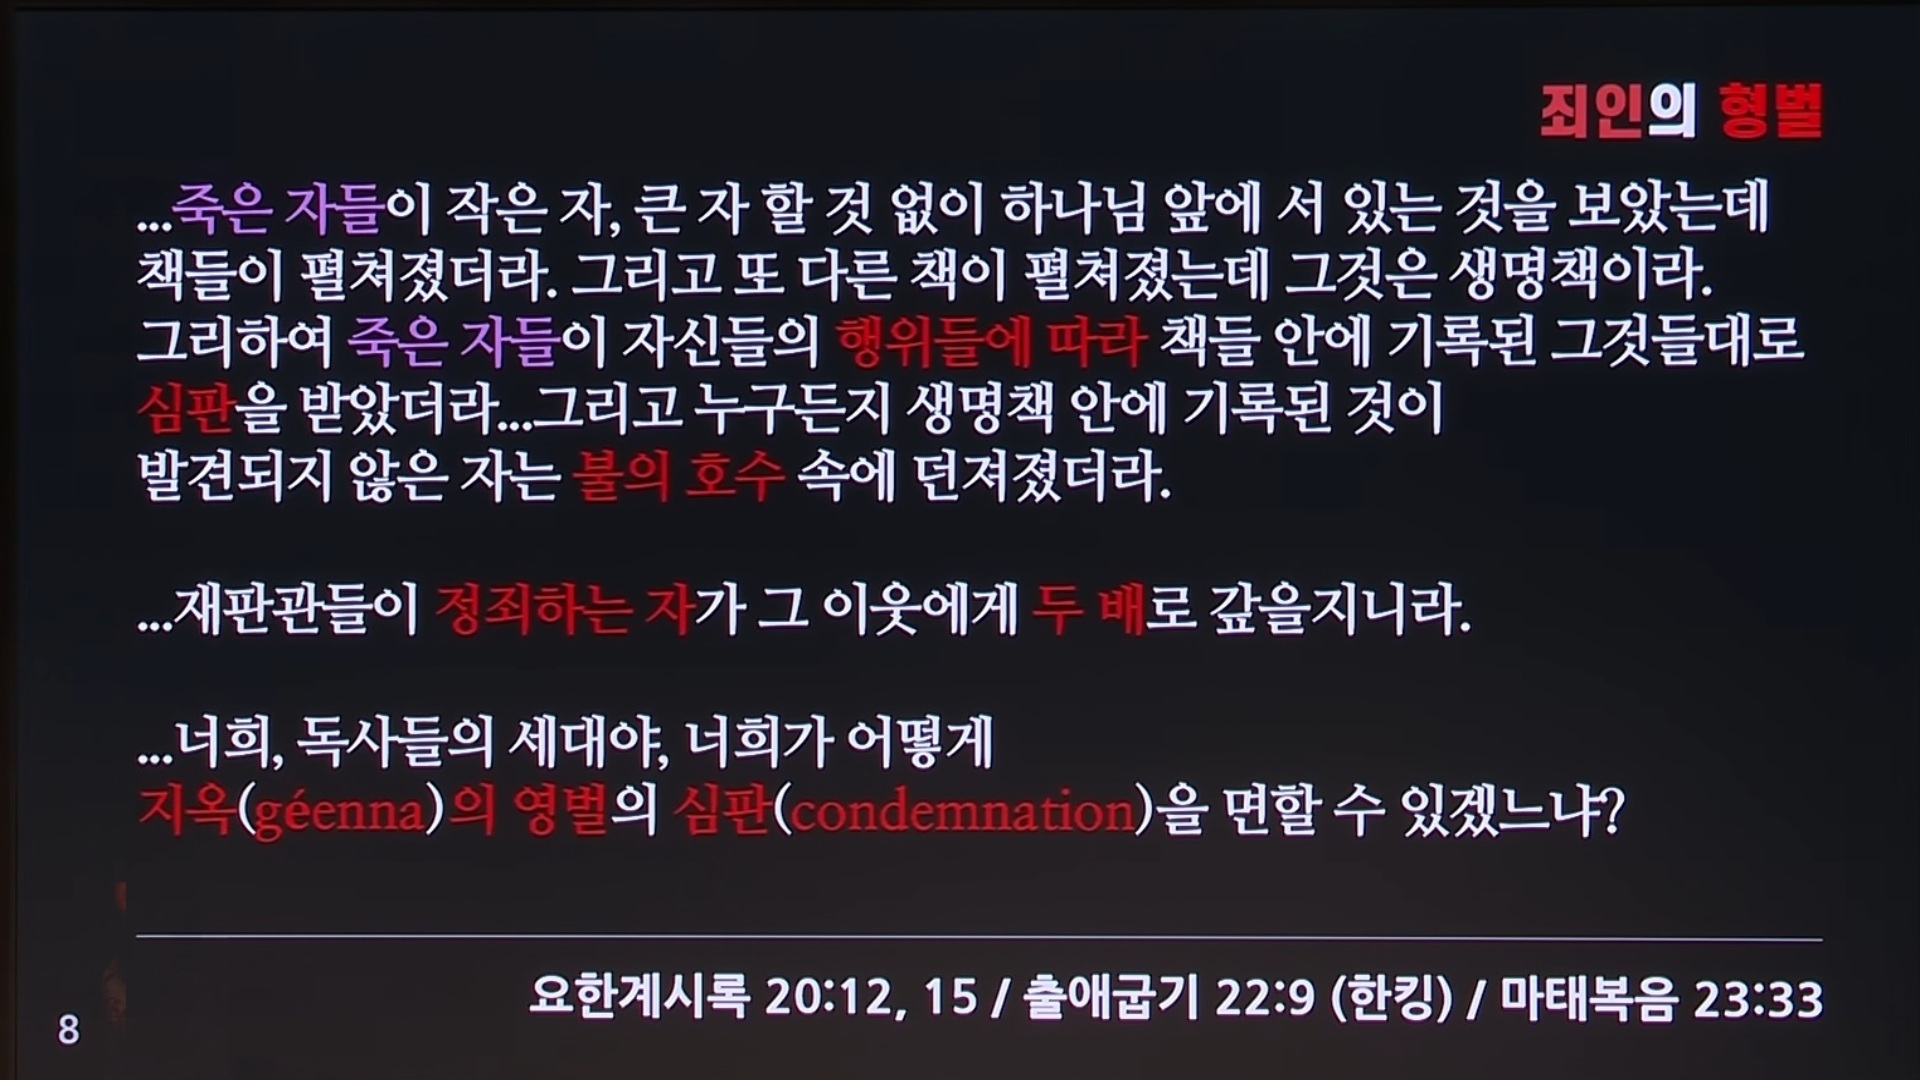 죄인의 형벌
...죽은 자들이 작은 자, 큰 자 할 것 없이 하나님 앞에 서 있는 것을 보았는데
책들이 펼쳐졌더라. 그리고 또 다른 책이 펼쳐졌는데 그것은 생명책이라.
그리하여 죽은 자들이 자신들의 행위들에 따라 책들 안에 기록된 그것들대로
심판을 받았더라...그리고 누구든지 생명책 안에 기록된 것이
발견되지 않은 자는 불의 호수 속에 던져졌더라.
...재판관들이 정죄하는 자가 그 이웃에게 두 배로 갚을지니라.
...너희, 독사들의 세대야, 너희가 어떻게
지옥(géenna)의 영벌의 심판(condemnation)을 면할 수 있겠느냐?
요한계시록 20:12, 15 / 출애굽기 22:9 (한킹) / 마태복음 23:33
8